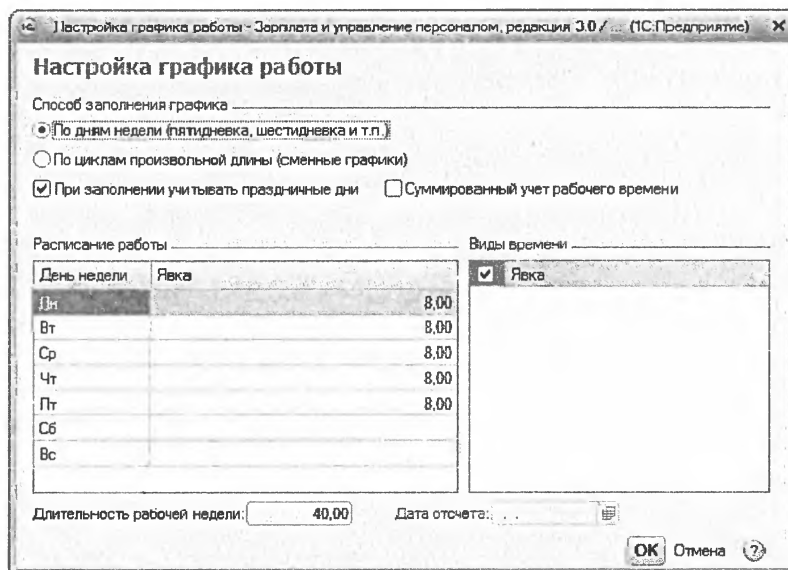 Настройка графика работы - Зарплата и управление персоналом, редакция 3.0 / ... (1С:Предприятие)
Настройка графика работы
Способ заполнения графика
По дням недели (пятидневка, шестидневка и т.п.)
По циклам произвольной длины (сменные графики)
При заполнении учитывать праздничные дни Суммированный учет рабочего времени
Расписание работы Виды времени
День недели Явка Явка
Пн 8,00
Вт 8,00
Ср 8,00
Чт 8,00
Пт 8,00
Сб
Вс
Длительность рабочей недели: 40,00 Дата отсчета: . .
OK Отмена ?